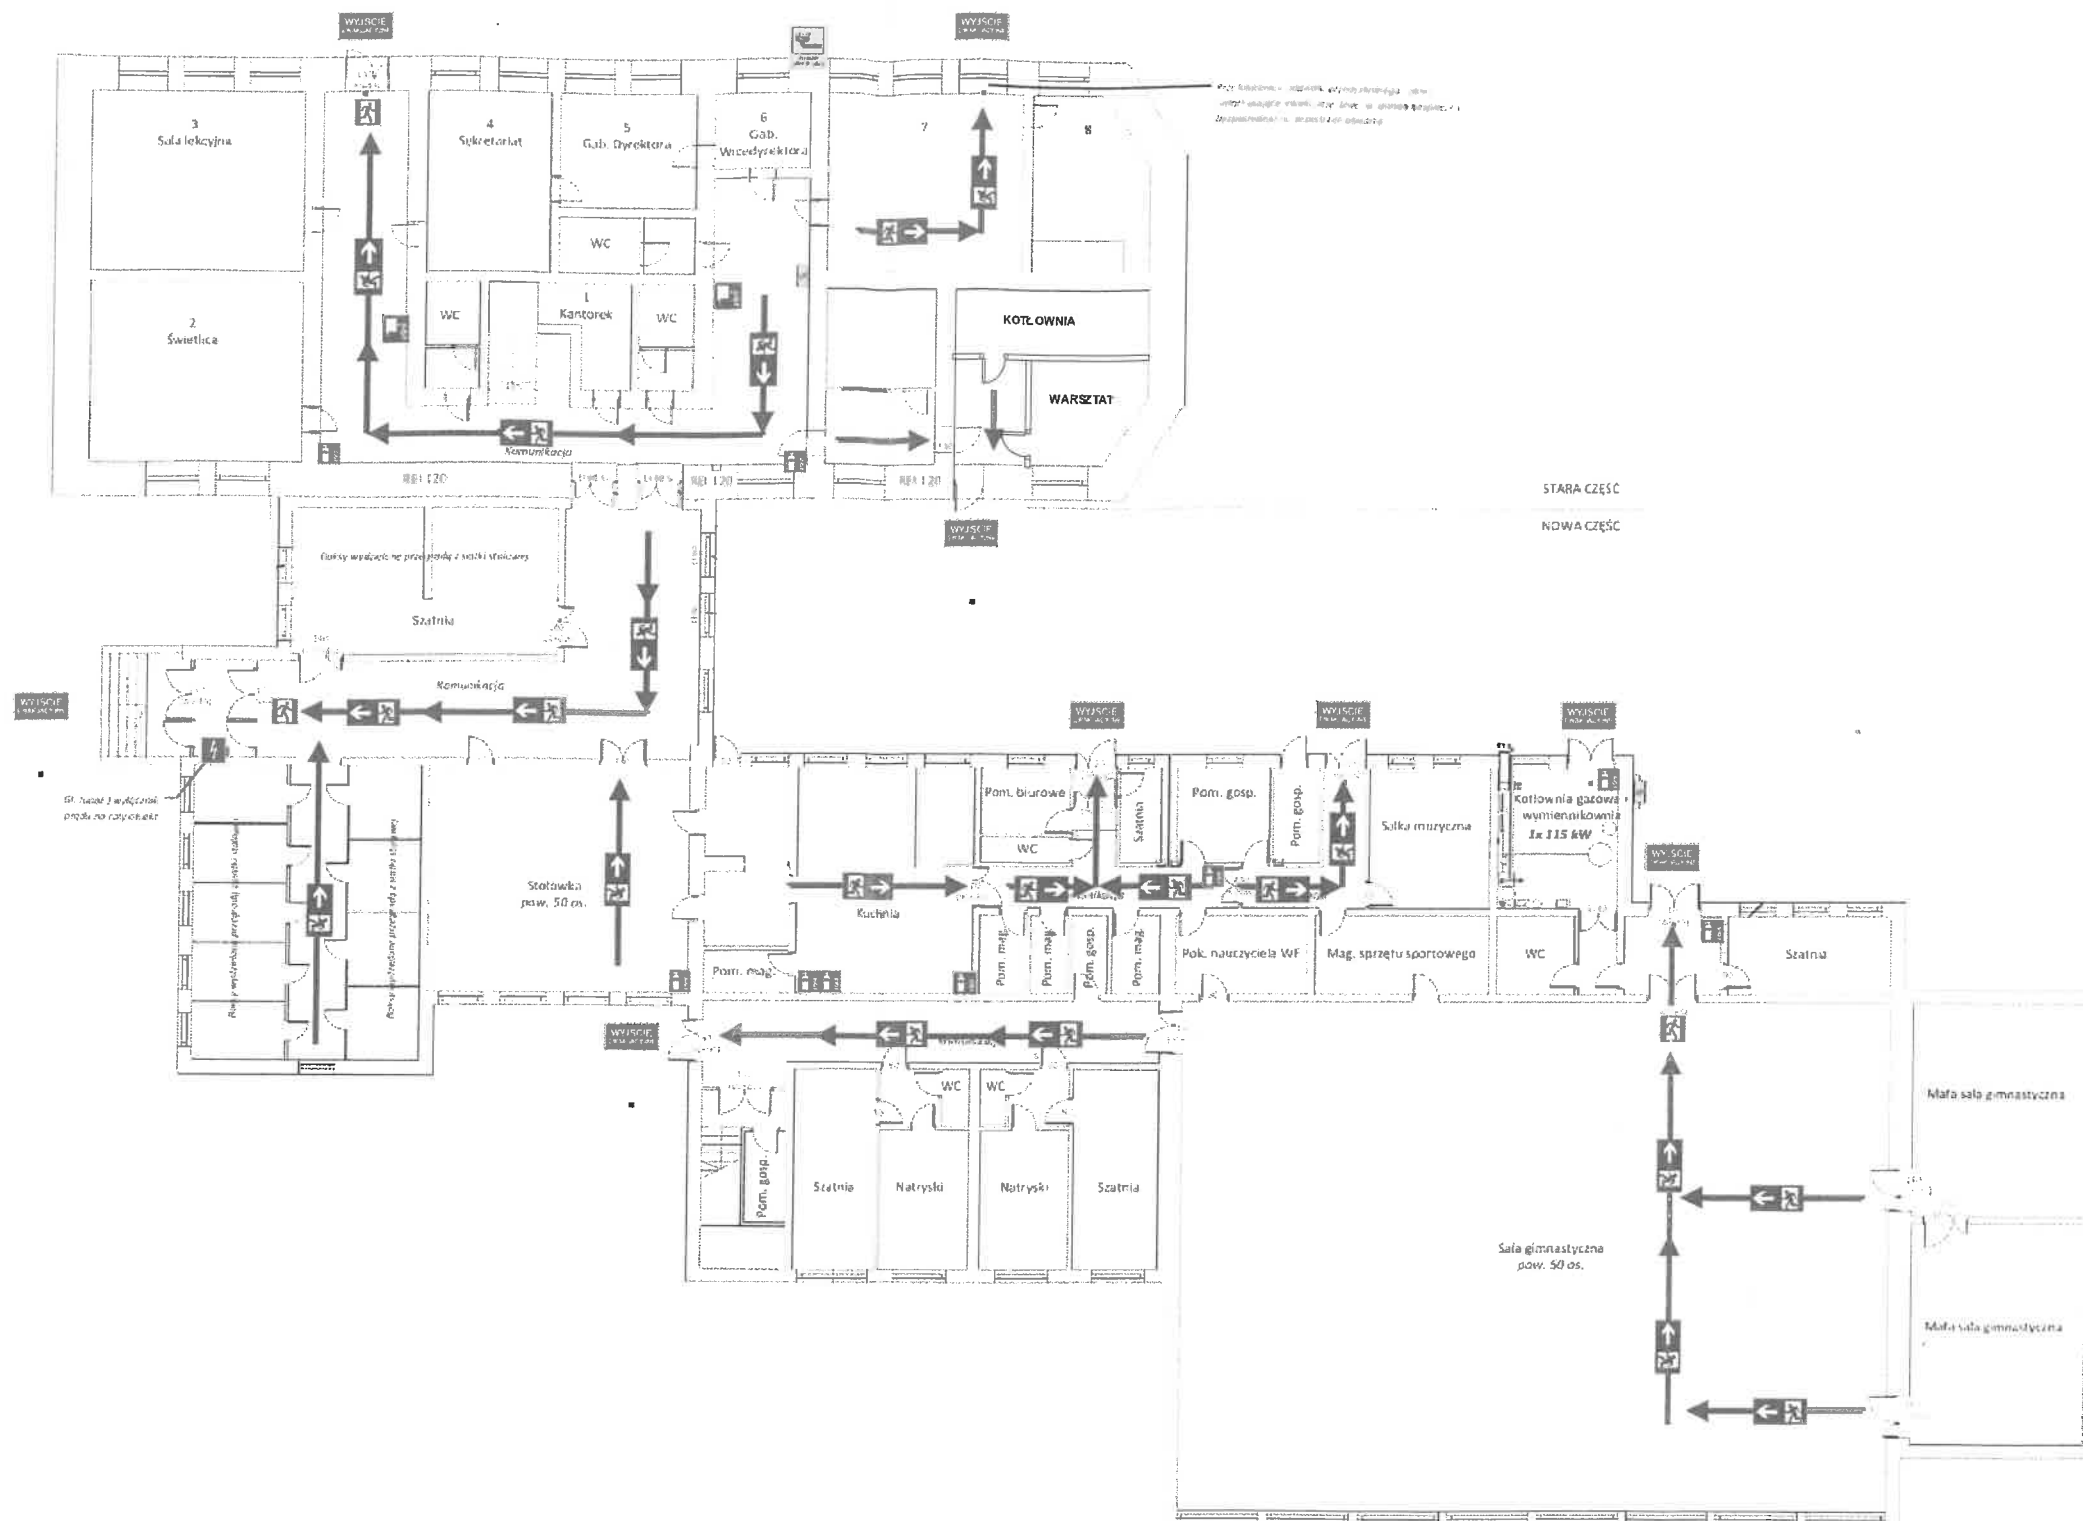 WYJŚCIE
WYJŚCIE
3
Sala lekcyjna
4
Sekretariat
5
Gab. Dyrektora
6
Gab.
Wicedyrektora
7
8
WC
2
Świetlica
WC
1
Kantorek
WC
KOTŁOWNIA
WARSZTAT
Komunikacja
REI 120
REI 120
REI 120
WYJŚCIE
STARA CZĘŚĆ
NOWA CZĘŚĆ
Szatnia
Komunikacja
WYJŚCIE
WYJŚCIE
WYJŚCIE
WYJŚCIE
Pom. biurowe
WC
Szatnia
Pom. gosp.
Pom. gosp.
Salka muzyczna
Kotłownia gazowa i
wymiennikownia
1x 115 kW
WYJŚCIE
Stołówka
pow. 50 os.
Kuchnia
Pom. mag.
Pom. mag.
Pom. mag.
Pom. gosp.
Pom. mag.
Pok. nauczyciela WF
Mag. sprzętu sportowego
WC
Szatnia
WYJŚCIE
WC
WC
Pom. gosp.
Szatnia
Natryski
Natryski
Szatnia
Sala gimnastyczna
pow. 50 os.
Mała sala gimnastyczna
Mała sala gimnastyczna